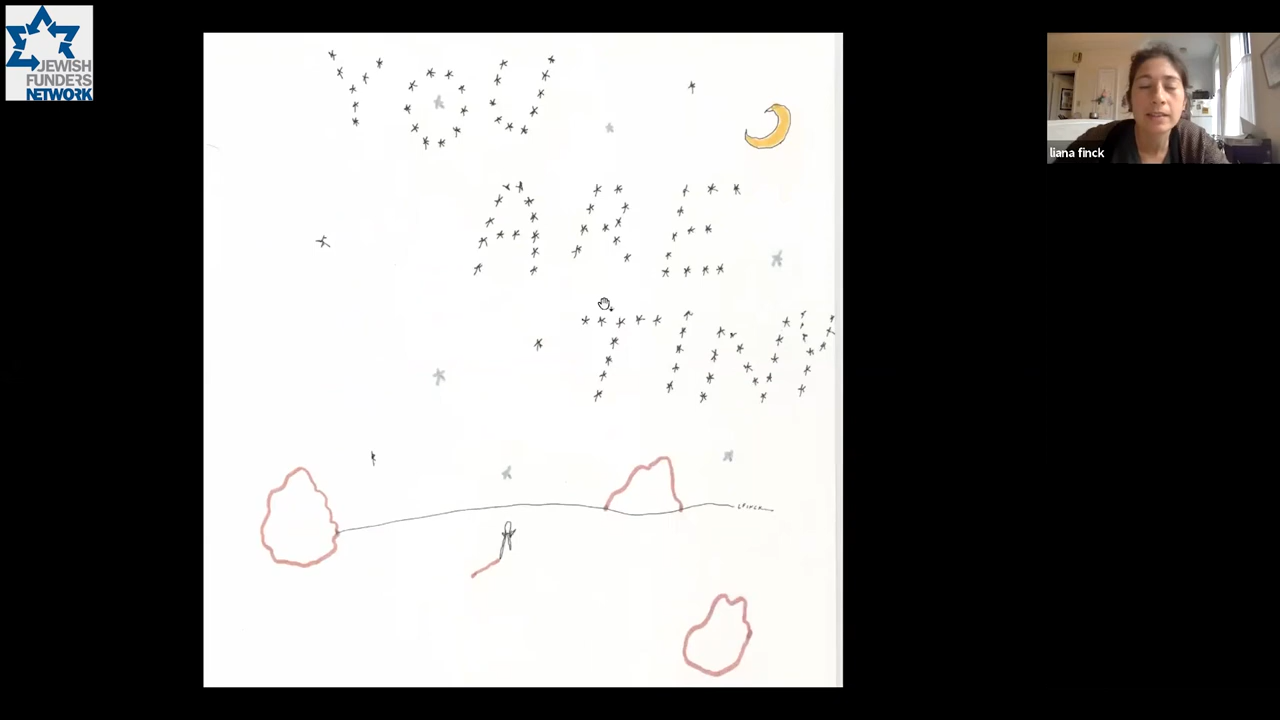 JEWISH
FUNDERS
NETWORK
YOU
ARE
TINY
liana finck